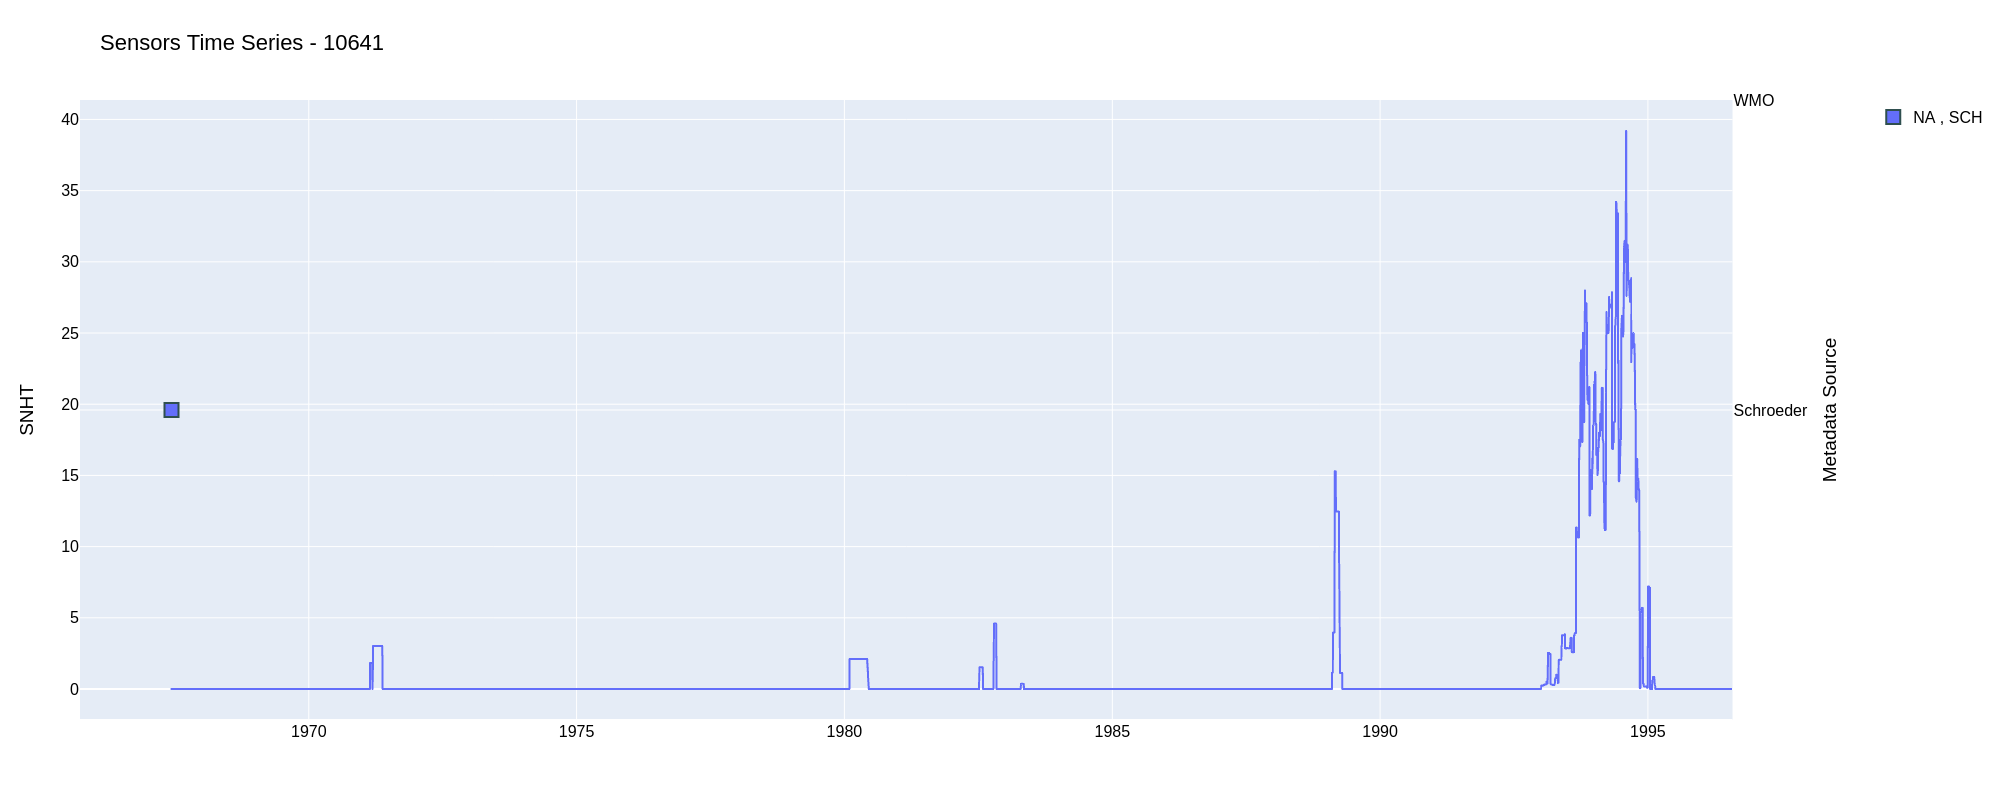 Sensors Time Series - 10641
WMO
NA , SCH
40
35
30
25
20
15
10
5
0
SNHT
Schroeder
Metadata Source
1970
1975
1980
1985
1990
1995